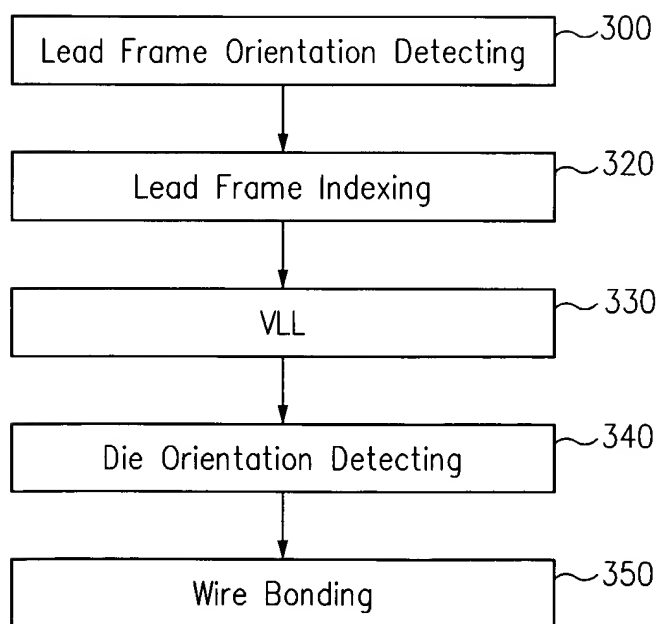 Lead Frame Orientation Detecting
300
Lead Frame Indexing
320
VLL
330
Die Orientation Detecting
340
Wire Bonding
350